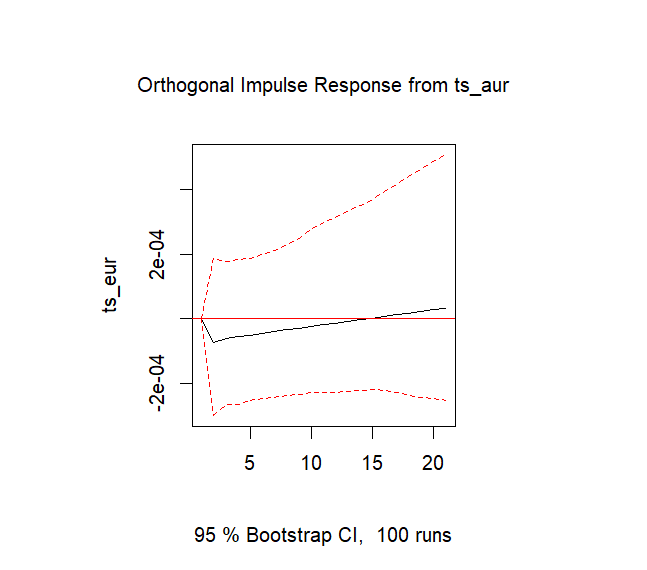 Orthogonal Impulse Response from ts_aur
ts_eur
2e-04
-2e-04
5 10 15 20
95 % Bootstrap CI,  100 runs